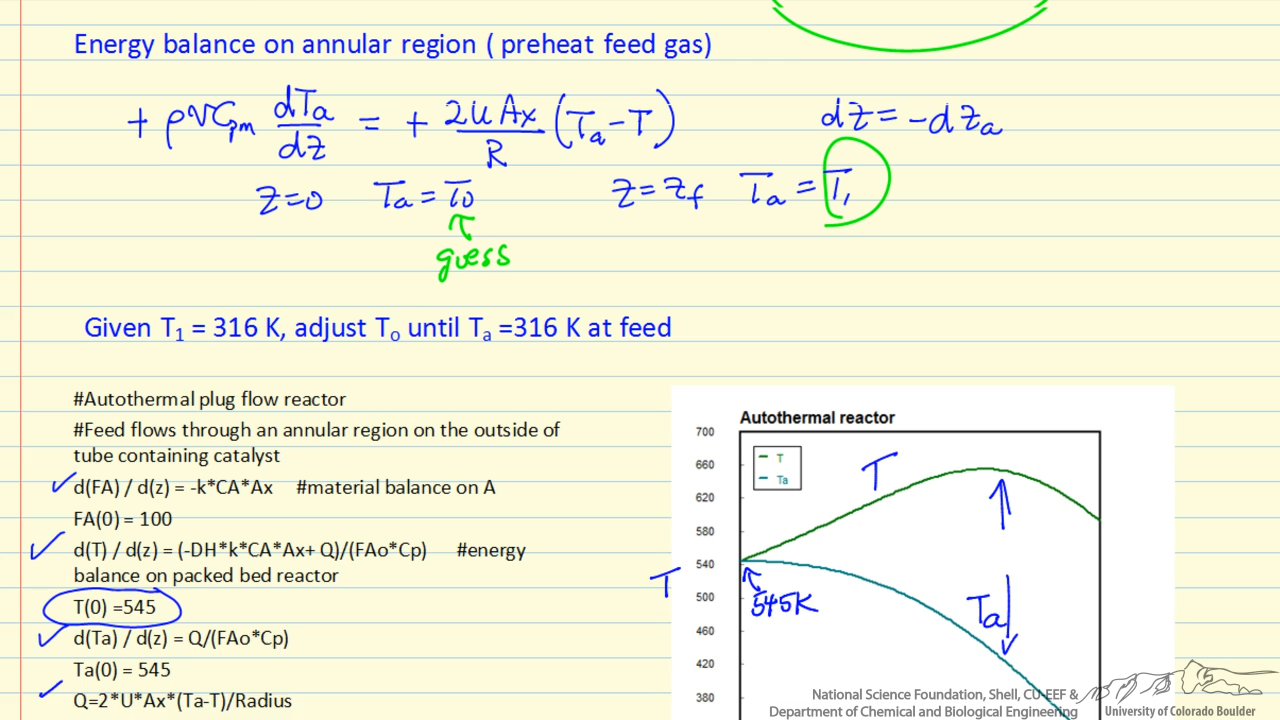 Energy balance on annular region ( preheat feed gas)
+ ρVCpm dTa/dz = + 2UAx/R (Ta - T)
dz = -dza
z=0 Ta = T0
z = zf Ta = T1
guess
Given T1 = 316 K, adjust To until Ta =316 K at feed
#Autothermal plug flow reactor
#Feed flows through an annular region on the outside of
tube containing catalyst
d(FA) / d(z) = -k*CA*Ax #material balance on A
FA(0) = 100
d(T) / d(z) = (-DH*k*CA*Ax+ Q)/(FAo*Cp) #energy
balance on packed bed reactor
T(0) =545
d(Ta) / d(z) = Q/(FAo*Cp)
Ta(0) = 545
Q=2*U*Ax*(Ta-T)/Radius
Autothermal reactor
700
660
620
580
540
500
460
420
380
T
Ta
T
T
545K
Ta
National Science Foundation, Shell, CU-EEF &
Department of Chemical and Biological Engineering
University of Colorado Boulder